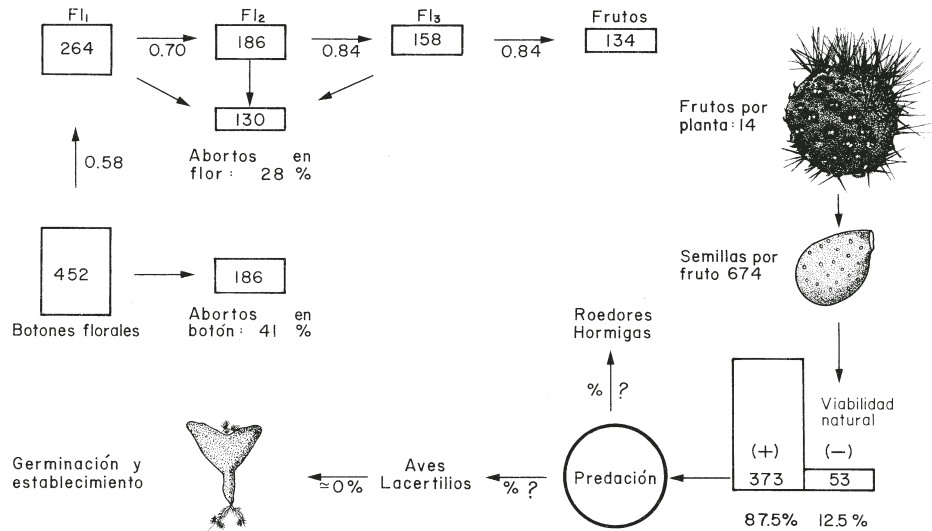 Fl₁
Fl₂
Fl₃
Frutos
264
186
158
134
0.70
0.84
0.84
130
Abortos en
flor: 28 %
0.58
452
Botones florales
186
Abortos en
botón: 41 %
Frutos por
planta: 14
Semillas por
fruto 674
Roedores
Hormigas
% ?
Viabilidad
natural
(+) (−)
373 53
87.5% 12.5%
Predación
% ?
Aves
Lacertilios
≃0%
Germinación y
establecimiento